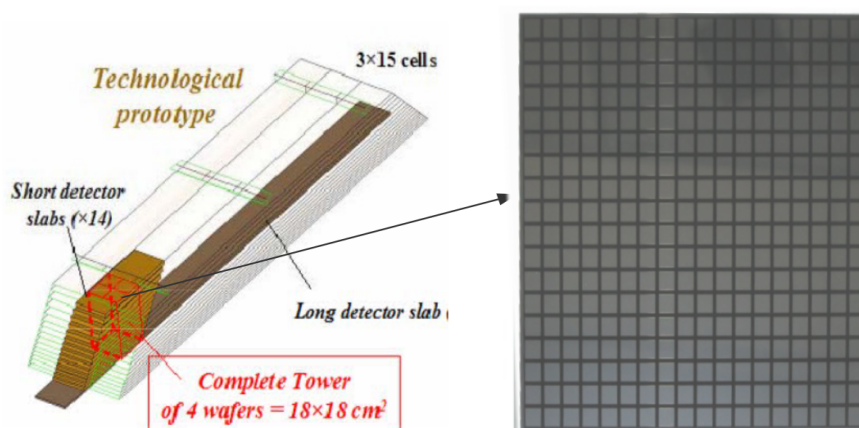 3×15 cells
Technological
prototype
Short detector
slabs (×14)
Long detector slab (
Complete Tower
of 4 wafers = 18×18 cm²